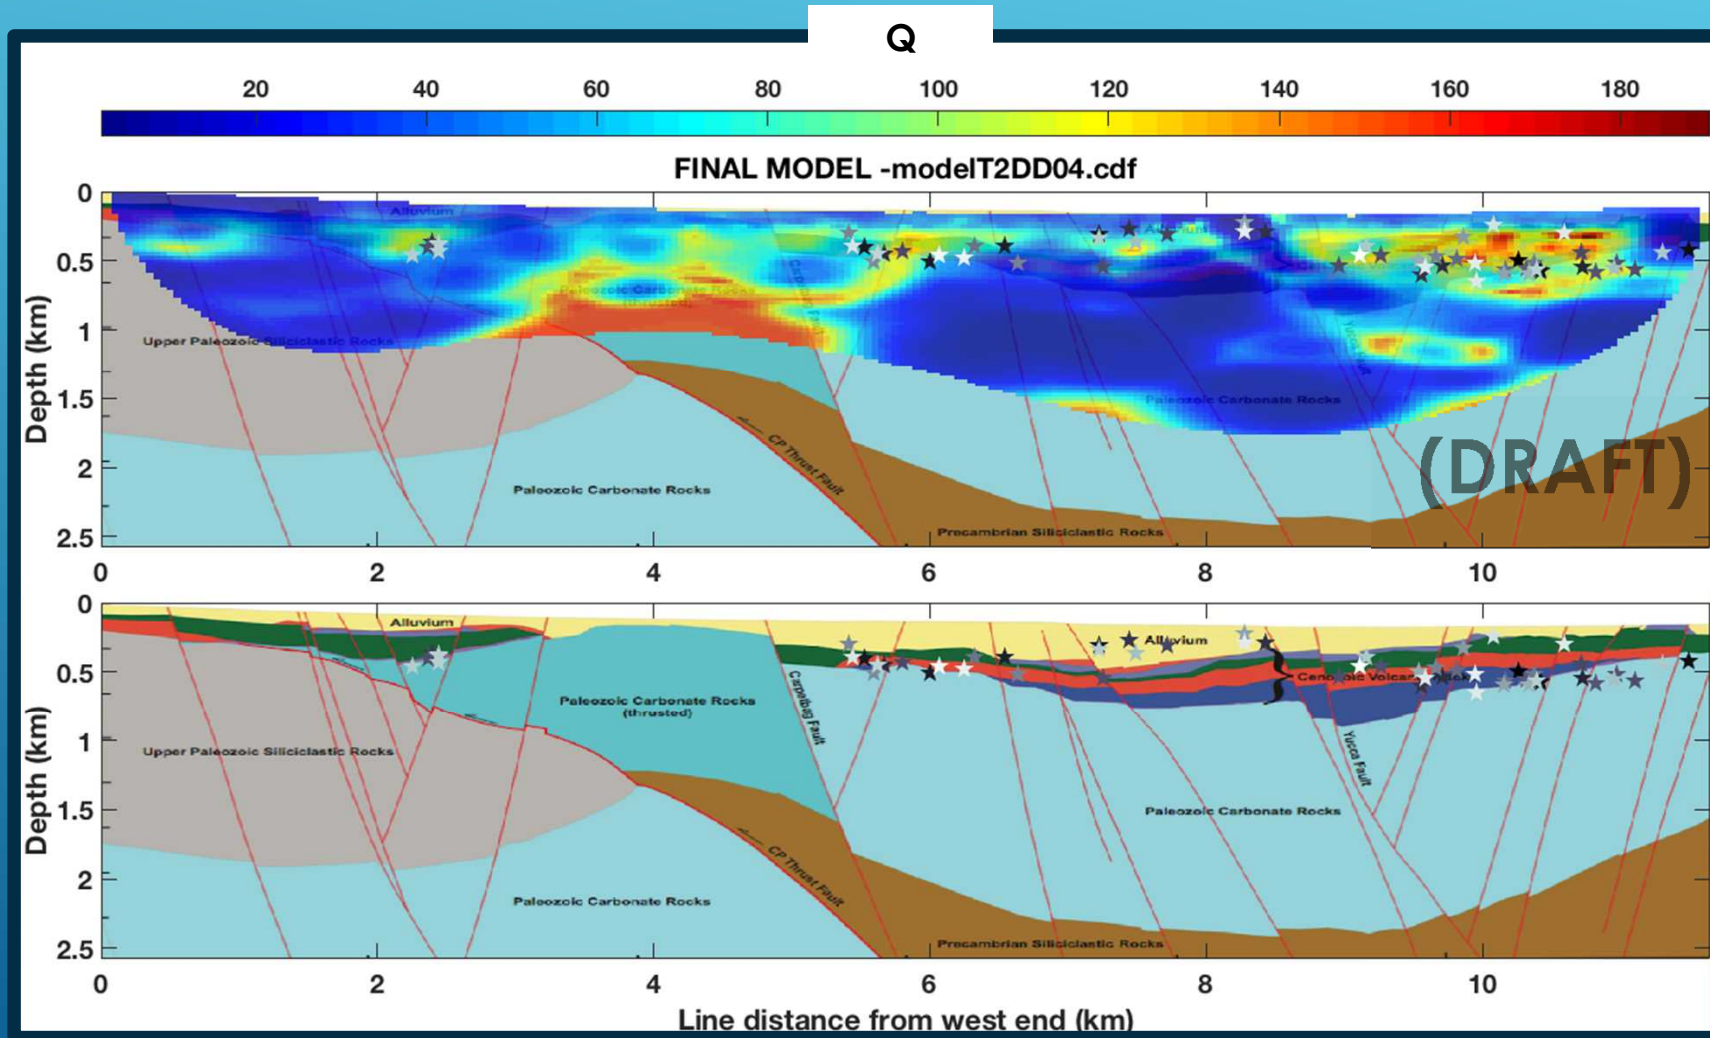 Q
20 40 60 80 100 120 140 160 180
FINAL MODEL -modelT2DD04.cdf
Depth (km)
0
0.5
1
1.5
2
2.5
Alluvium
Paleozoic Carbonate Rocks
Upper Paleozoic Siliciclastic Rocks
Paleozoic Carbonate Rocks
CP Thrust Fault
(DRAFT)
Paleozoic Carbonate Rocks
Precambrian Siliciclastic Rocks
0 2 4 6 8 10
Depth (km)
0
0.5
1
1.5
2
2.5
Alluvium
Alluvium
Paleozoic Carbonate Rocks
(thrusted)
Carpetbag Fault
Upper Paleozoic Siliciclastic Rocks
Yucca Fault
Paleozoic Carbonate Rocks
CP Thrust Fault
Paleozoic Carbonate Rocks
Precambrian Siliciclastic Rocks
0 2 4 6 8 10
Line distance from west end (km)